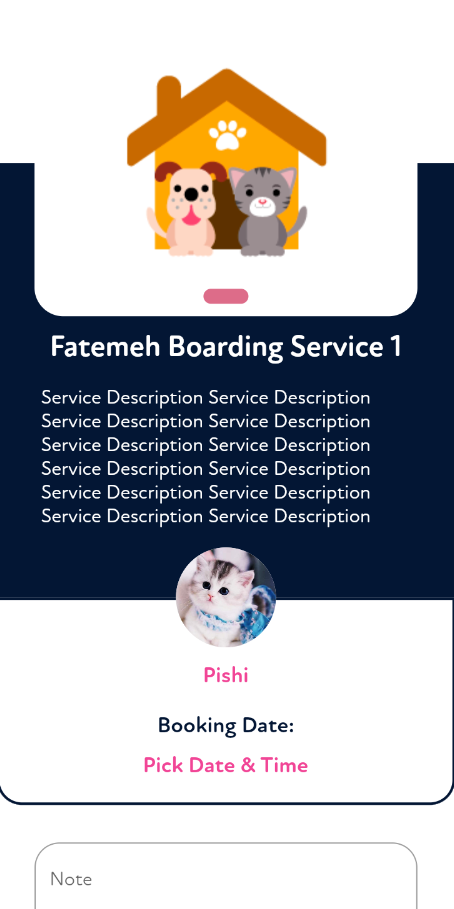 Fatemeh Boarding Service 1
Service Description Service Description
Service Description Service Description
Service Description Service Description
Service Description Service Description
Service Description Service Description
Service Description Service Description
Pishi
Booking Date:
Pick Date & Time
Note